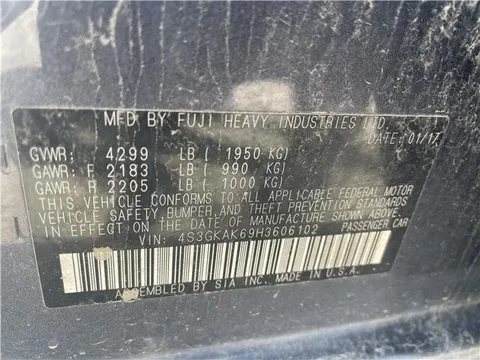 MFD BY FUJI HEAVY INDUSTRIES LTD.
DATE: 01/17
GVWR: 4299 LB ( 1950 KG)
GAWR: F 2183 LB ( 990 KG)
GAWR: R 2205 LB ( 1000 KG)
THIS VEHICLE CONFORMS TO ALL APPLICABLE FEDERAL MOTOR
VEHICLE SAFETY, BUMPER, AND THEFT PREVENTION STANDARDS
IN EFFECT ON THE DATE OF MANUFACTURE SHOWN ABOVE.
VIN: 4S3GKAK69H3606102 PASSENGER CAR
ASSEMBLED BY SIA INC. MADE IN U.S.A.